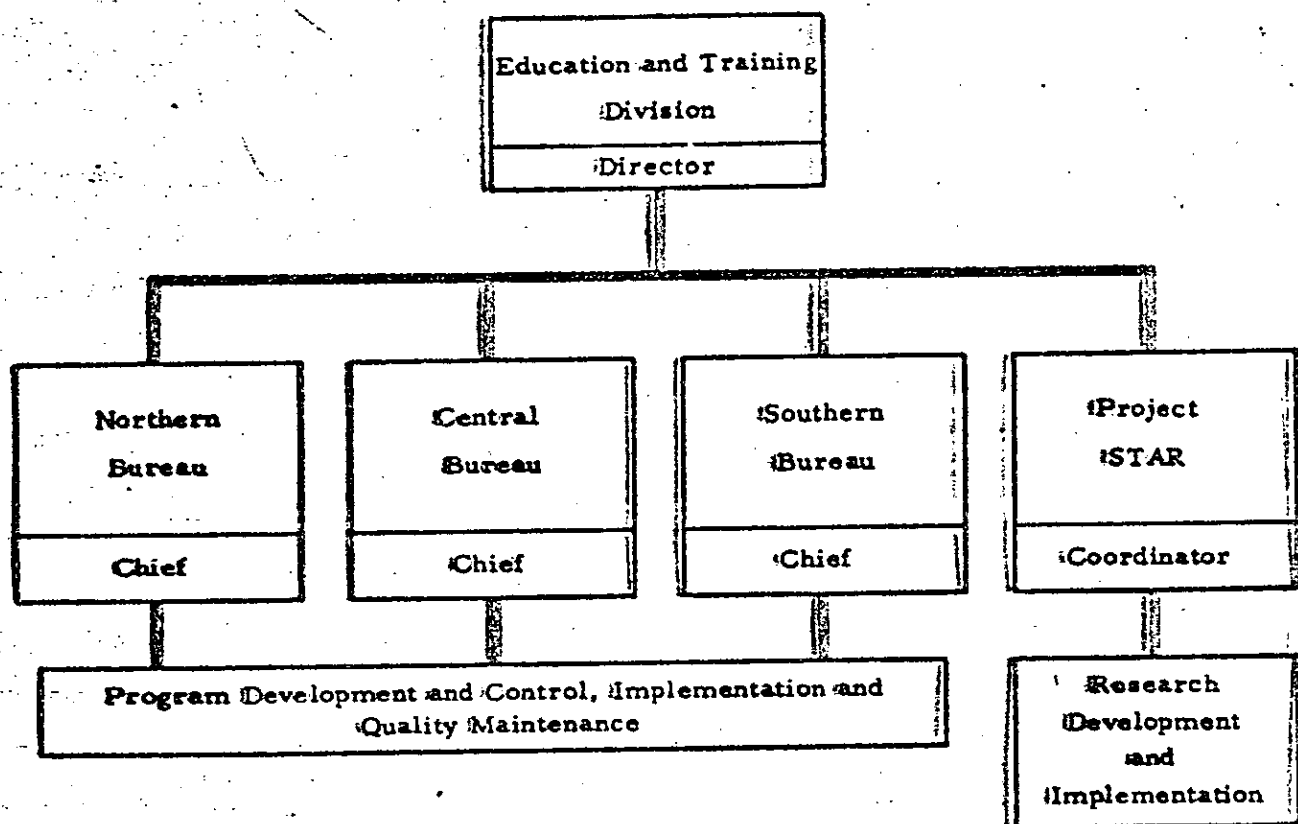 Education and Training
Division
Director
Northern
Bureau
Chief
Central
Bureau
Chief
Southern
Bureau
Chief
Project
STAR
Coordinator
Program Development and Control, Implementation and
Quality Maintenance
Research
Development
and
Implementation